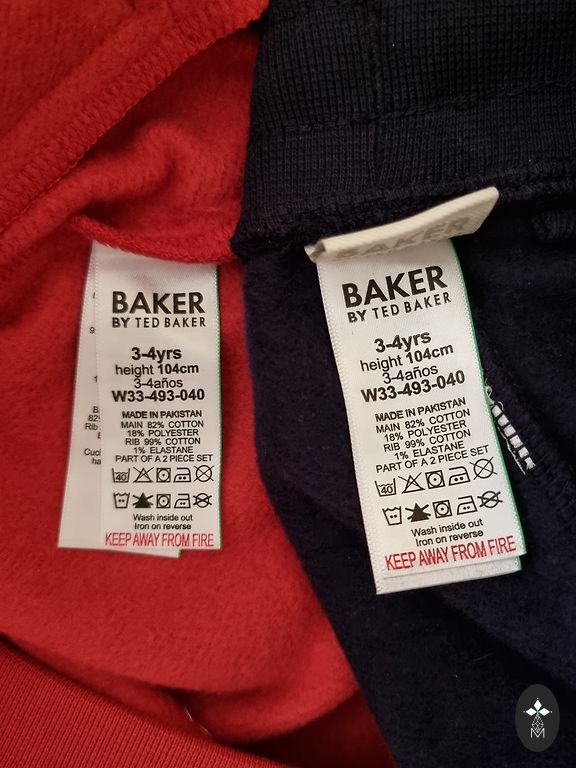 BAKER
BY TED BAKER
3-4yrs
height 104cm
3-4años
W33-493-040
MADE IN PAKISTAN
MAIN 82% COTTON
18% POLYESTER
RIB 99% COTTON
1% ELASTANE
PART OF A 2 PIECE SET
40
Wash inside out
Iron on reverse
KEEP AWAY FROM FIRE
BAKER
BAKER
BY TED BAKER
3-4yrs
height 104cm
3-4años
W33-493-040
MADE IN PAKISTAN
MAIN 82% COTTON
18% POLYESTER
RIB 99% COTTON
1% ELASTANE
PART OF A 2 PIECE SET
40
Wash inside out
Iron on reverse
KEEP AWAY FROM FIRE